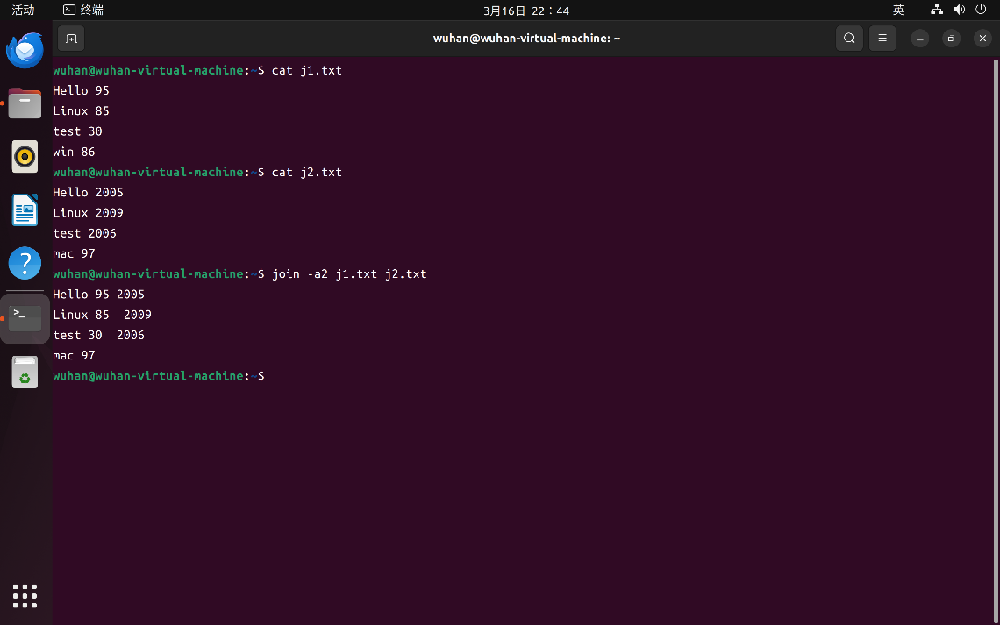 活动 终端 3月16日 22：44 英
wuhan@wuhan-virtual-machine: ~
wuhan@wuhan-virtual-machine:~$ cat j1.txt
Hello 95
Linux 85
test 30
win 86
wuhan@wuhan-virtual-machine:~$ cat j2.txt
Hello 2005
Linux 2009
test 2006
mac 97
wuhan@wuhan-virtual-machine:~$ join -a2 j1.txt j2.txt
Hello 95 2005
Linux 85  2009
test 30  2006
mac 97
wuhan@wuhan-virtual-machine:~$